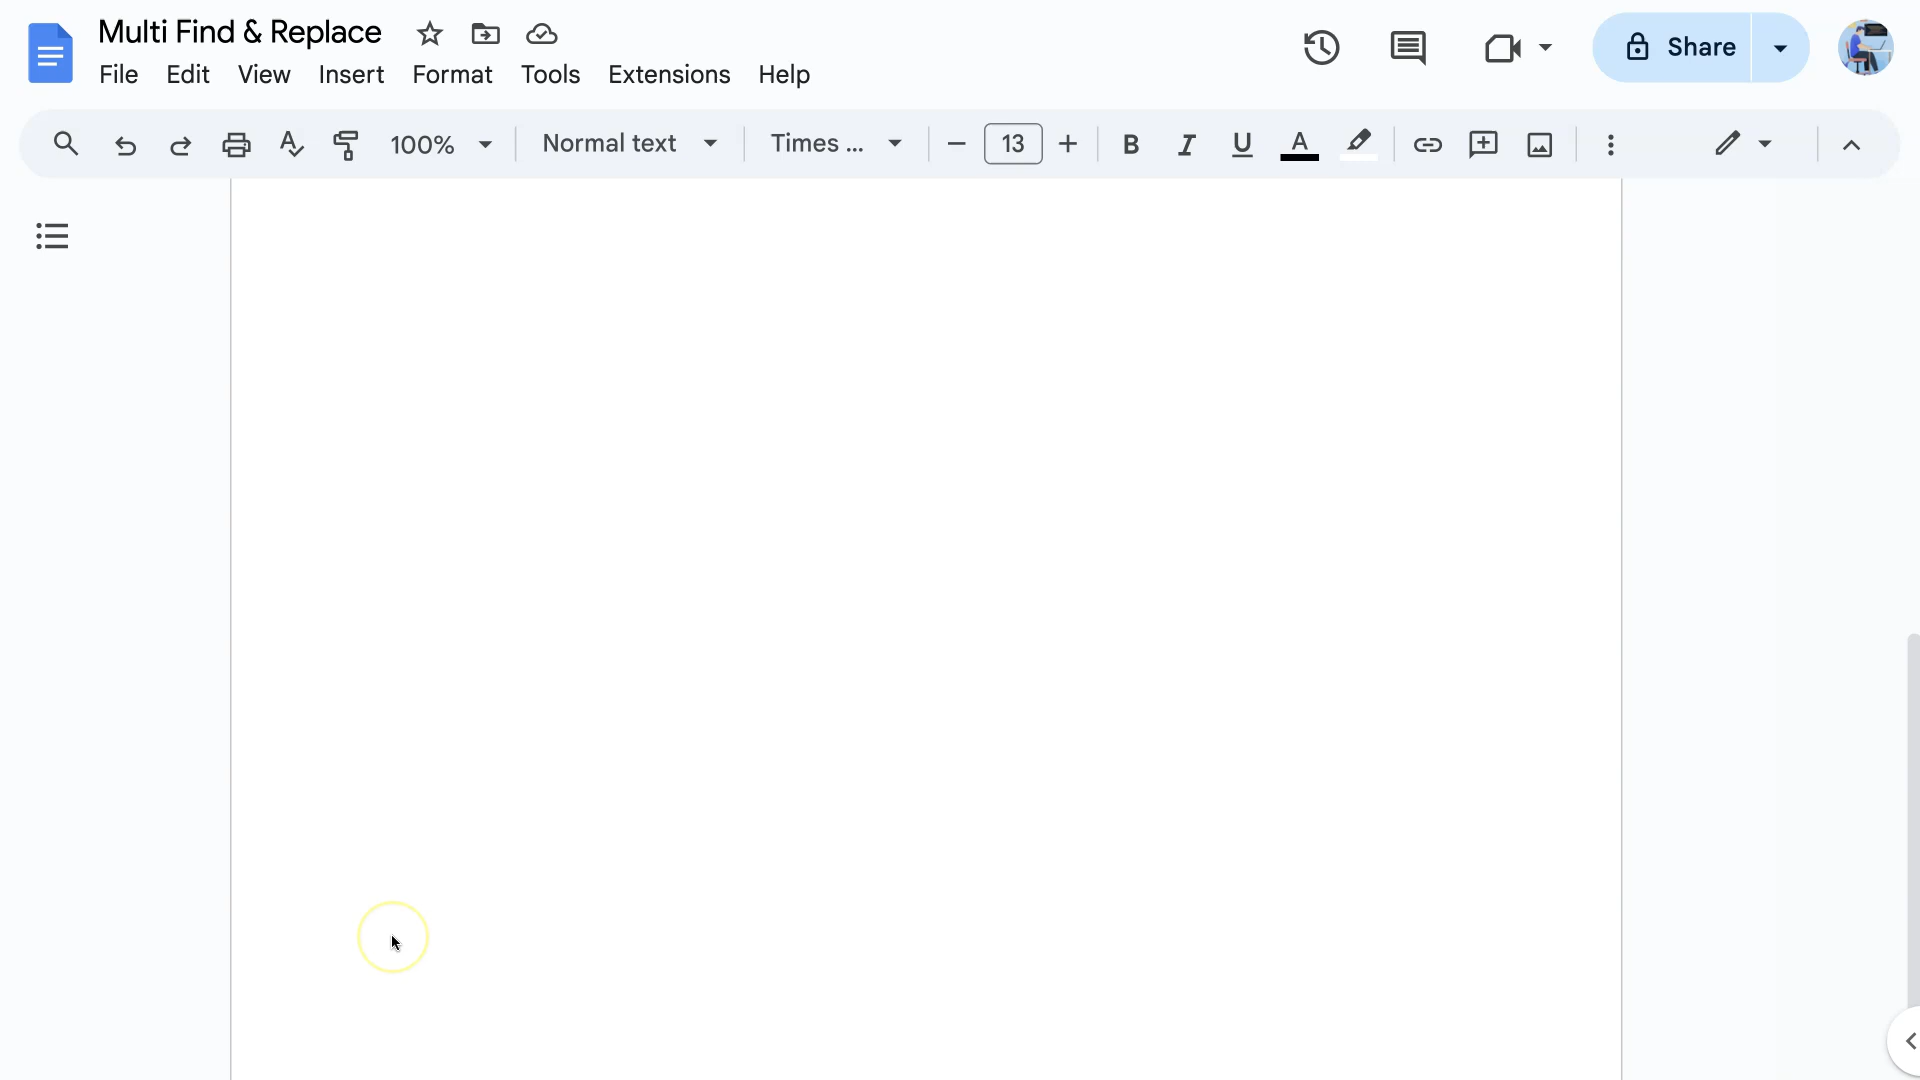 Multi Find & Replace
File Edit View Insert Format Tools Extensions Help
Share
100% Normal text Times ... 13 B I U A